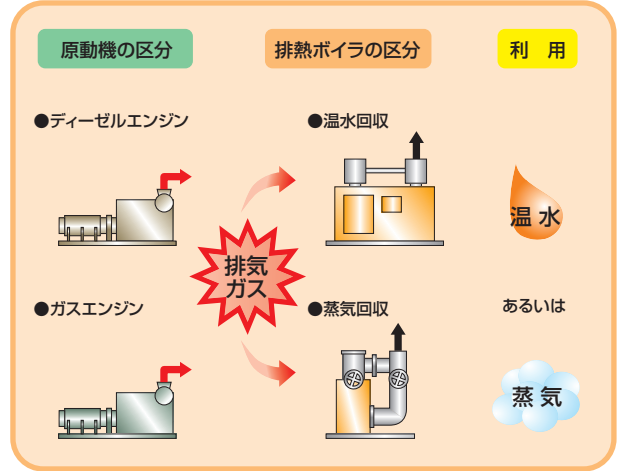 原動機の区分
排熱ボイラの区分
利 用
●ディーゼルエンジン
●温水回収
温 水
排気
ガス
●ガスエンジン
●蒸気回収
あるいは
蒸 気